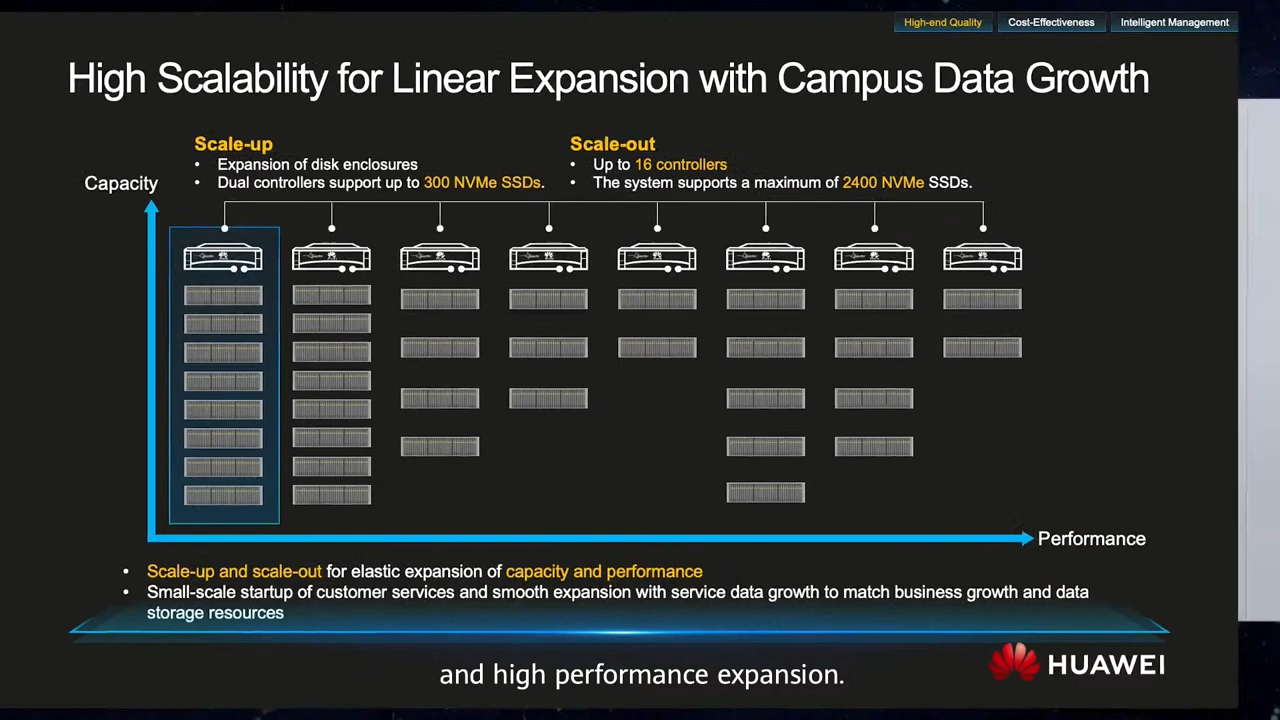 High-end Quality
Cost-Effectiveness
Intelligent Management
High Scalability for Linear Expansion with Campus Data Growth
Scale-up
• Expansion of disk enclosures
• Dual controllers support up to 300 NVMe SSDs.
Scale-out
• Up to 16 controllers
• The system supports a maximum of 2400 NVMe SSDs.
Capacity
Performance
• Scale-up and scale-out for elastic expansion of capacity and performance
• Small-scale startup of customer services and smooth expansion with service data growth to match business growth and data
storage resources
and high performance expansion.
HUAWEI